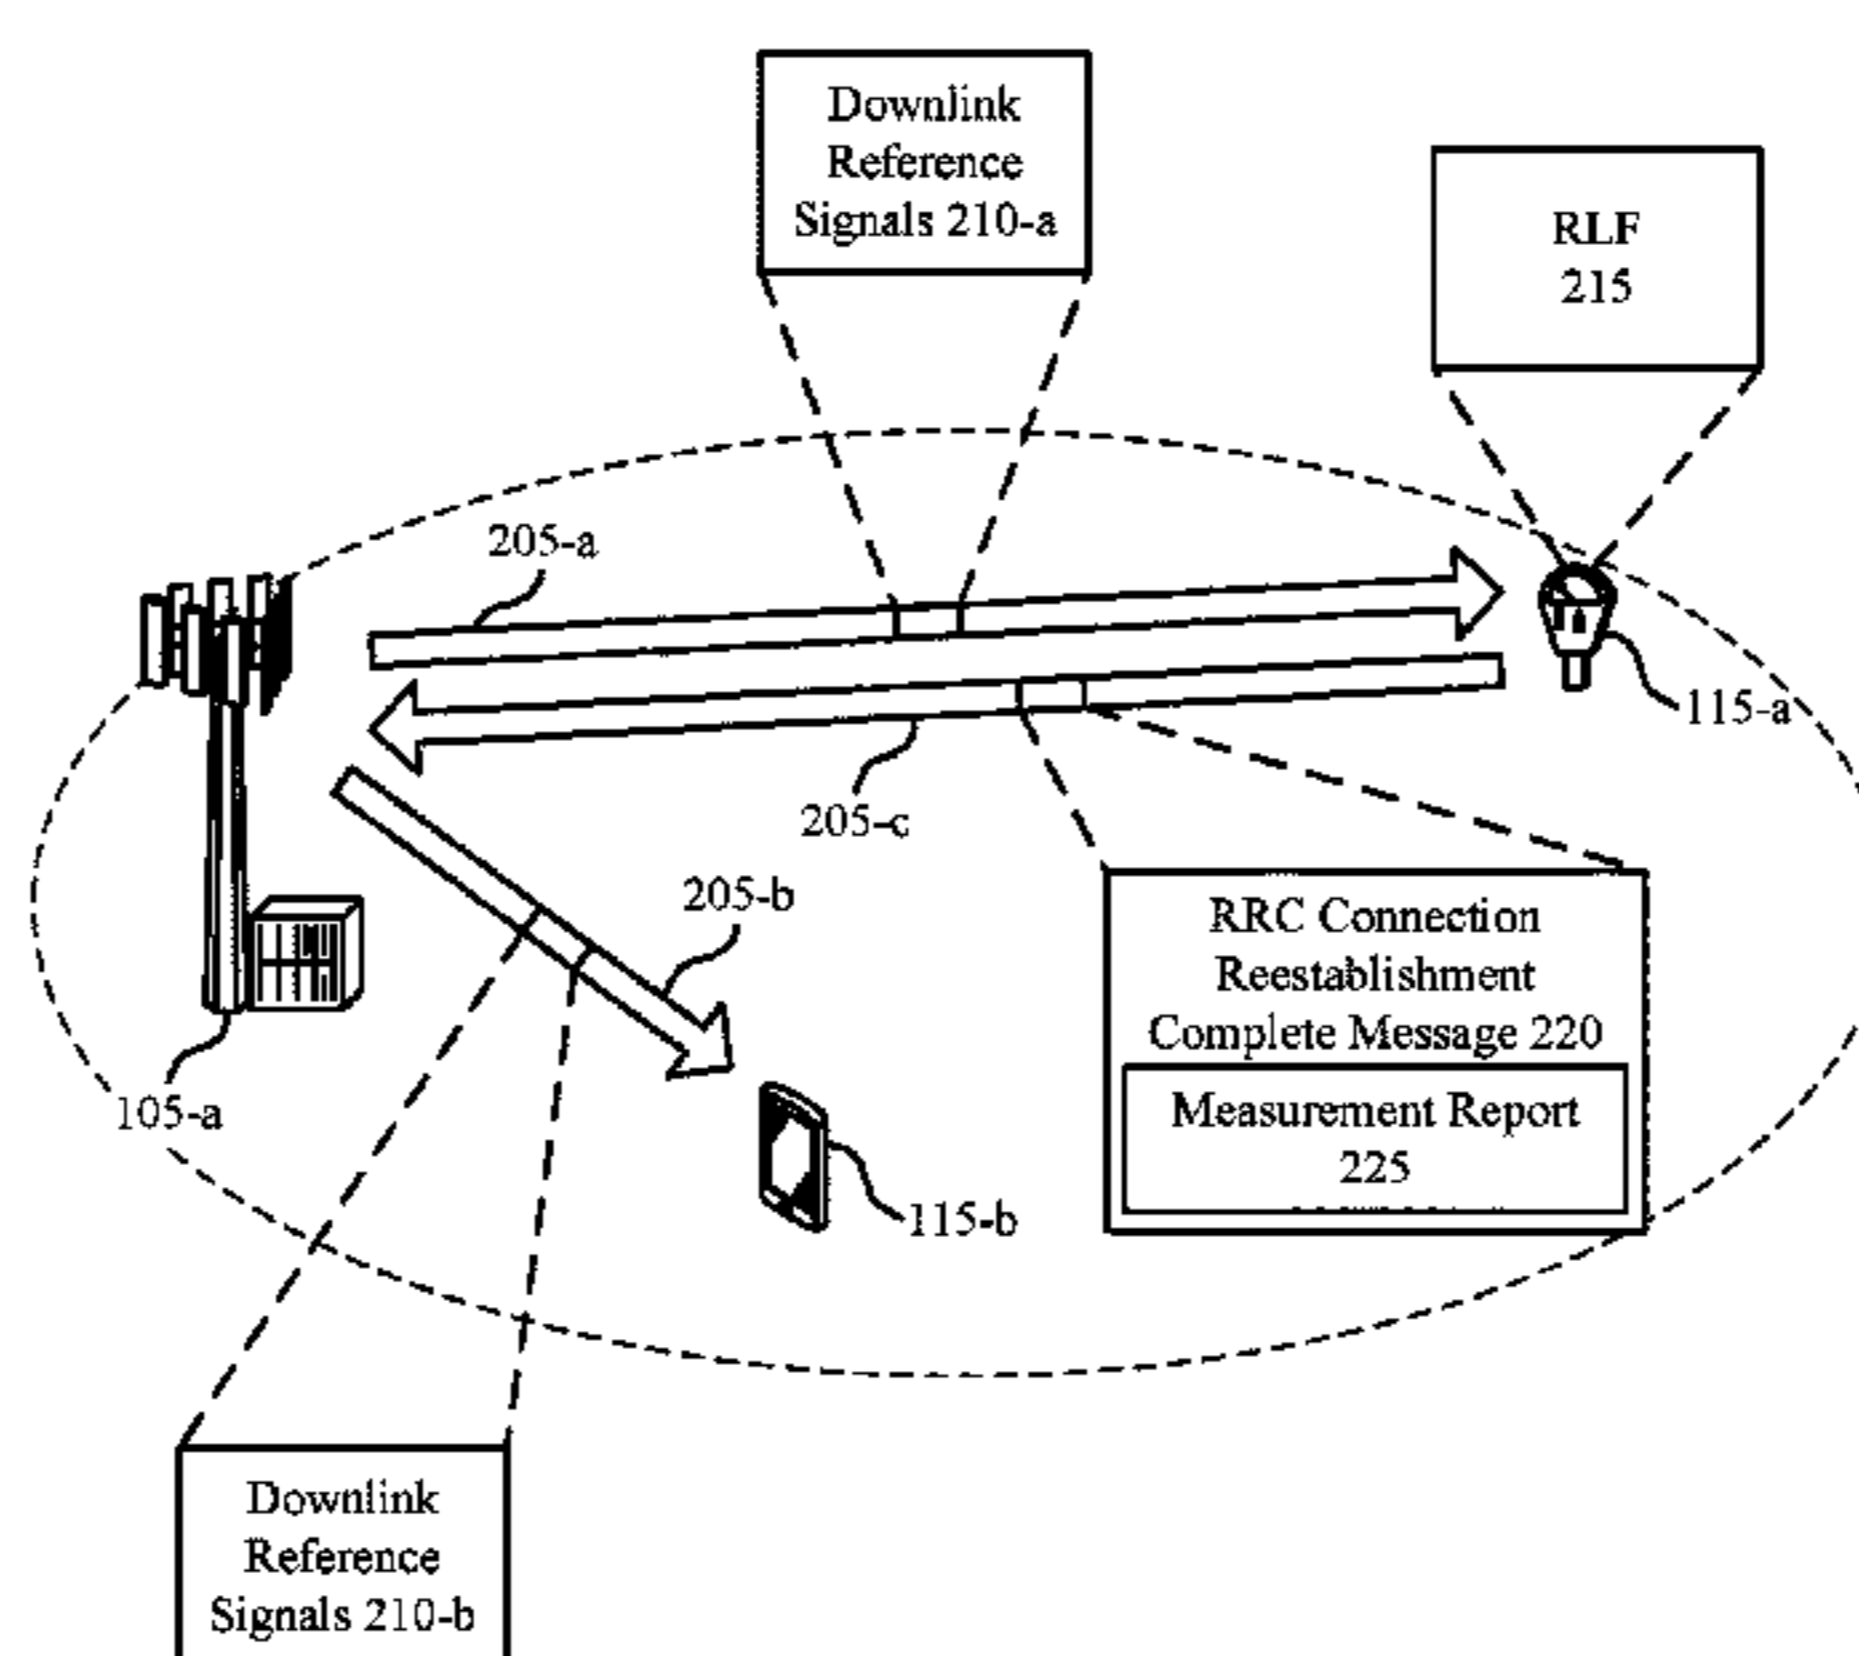 Downlink
Reference
Signals 210-a
RLF
215
205-a
115-a
205-c
205-b
RRC Connection
Reestablishment
Complete Message 220
Measurement Report
225
105-a
115-b
Downlink
Reference
Signals 210-b